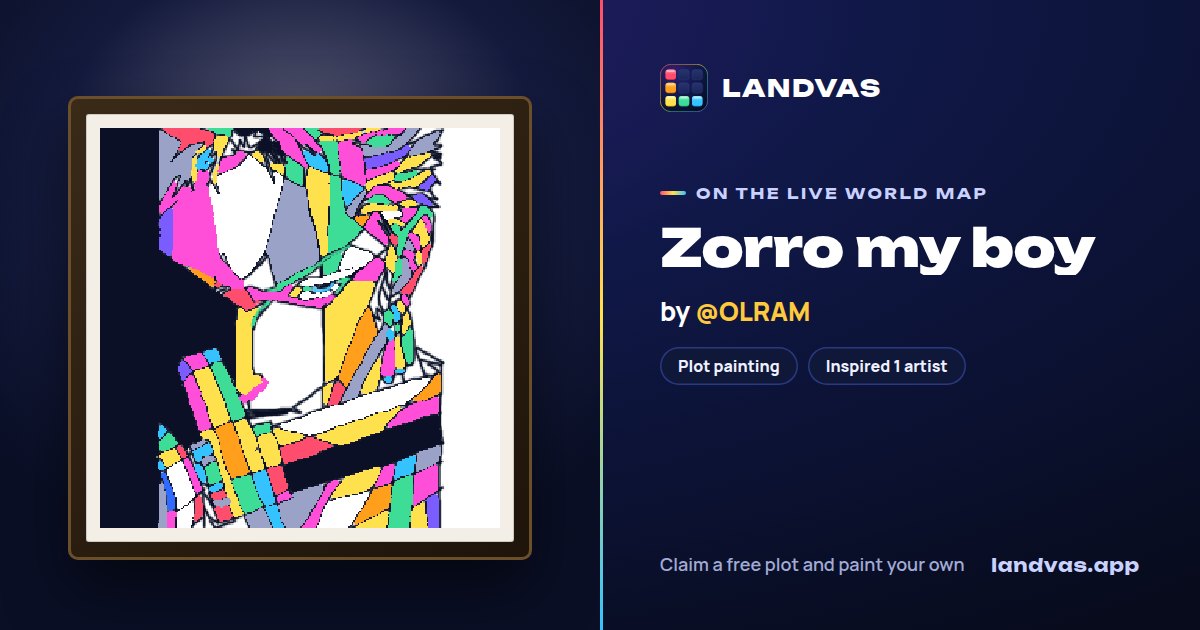 LANDVAS
ON THE LIVE WORLD MAP
Zorro my boy
by @OLRAM
Plot painting
Inspired 1 artist
Claim a free plot and paint your own
landvas.app